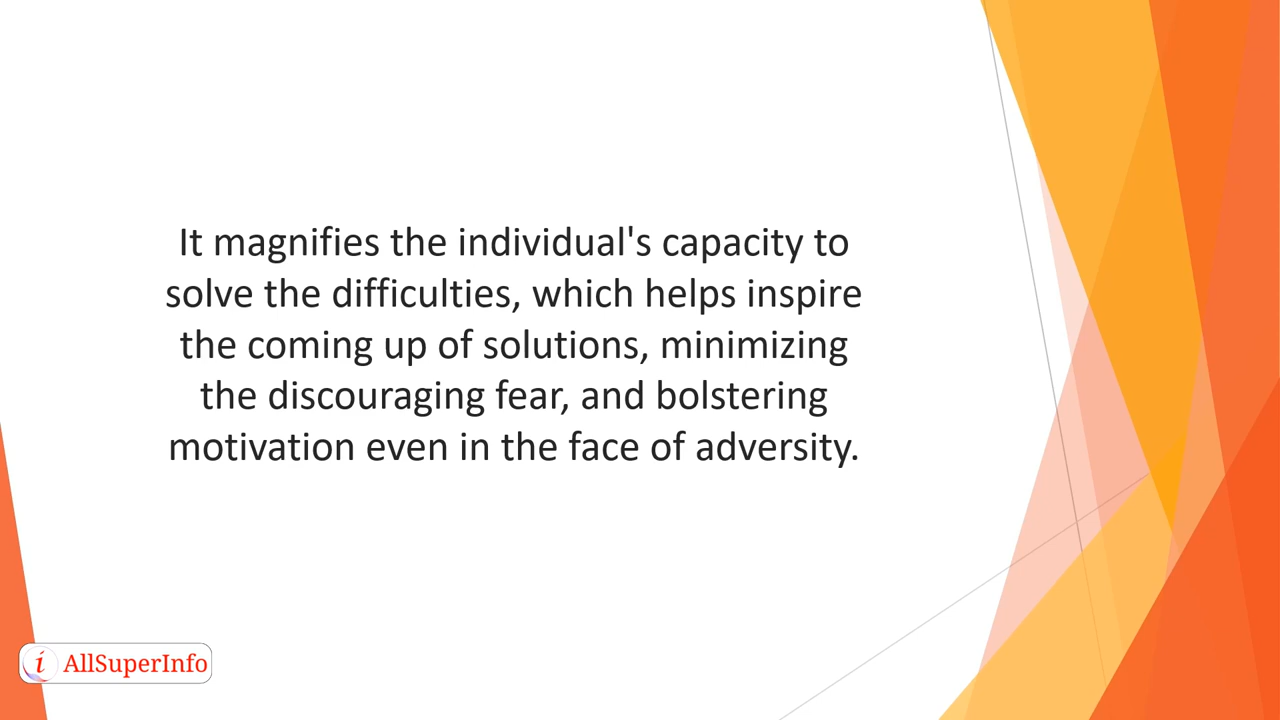 It magnifies the individual's capacity to
solve the difficulties, which helps inspire
the coming up of solutions, minimizing
the discouraging fear, and bolstering
motivation even in the face of adversity.
i AllSuperInfo